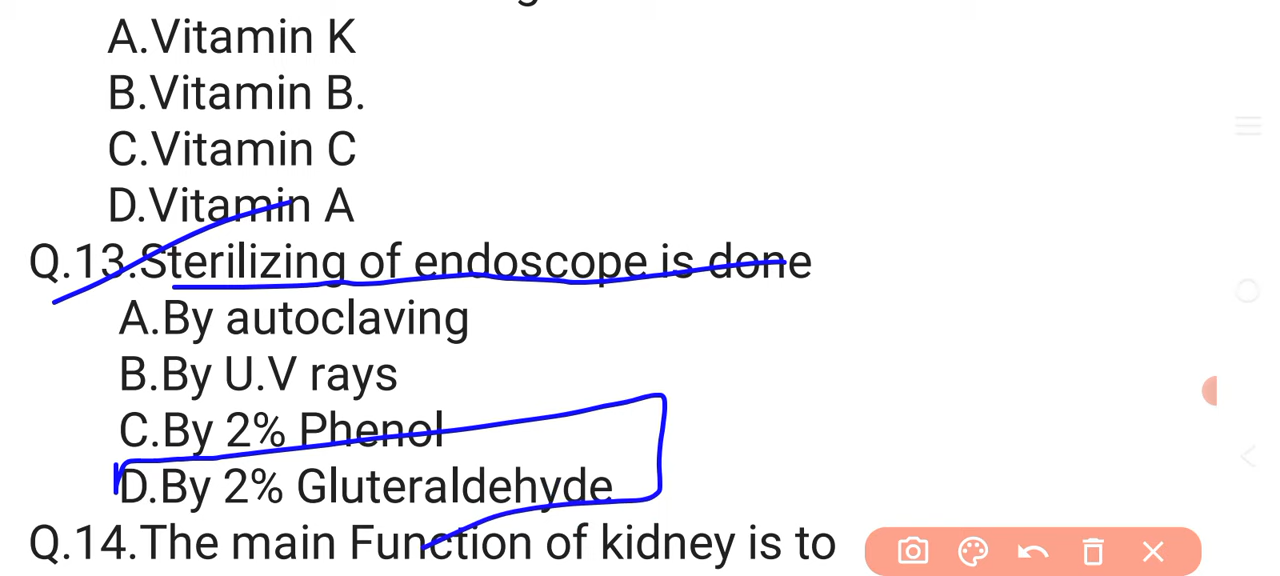 A.Vitamin K
B.Vitamin B.
C.Vitamin C
D.Vitamin A
Q.13.Sterilizing of endoscope is done
A.By autoclaving
B.By U.V rays
C.By 2% Phenol
D.By 2% Gluteraldehyde
Q.14.The main Function of kidney is to